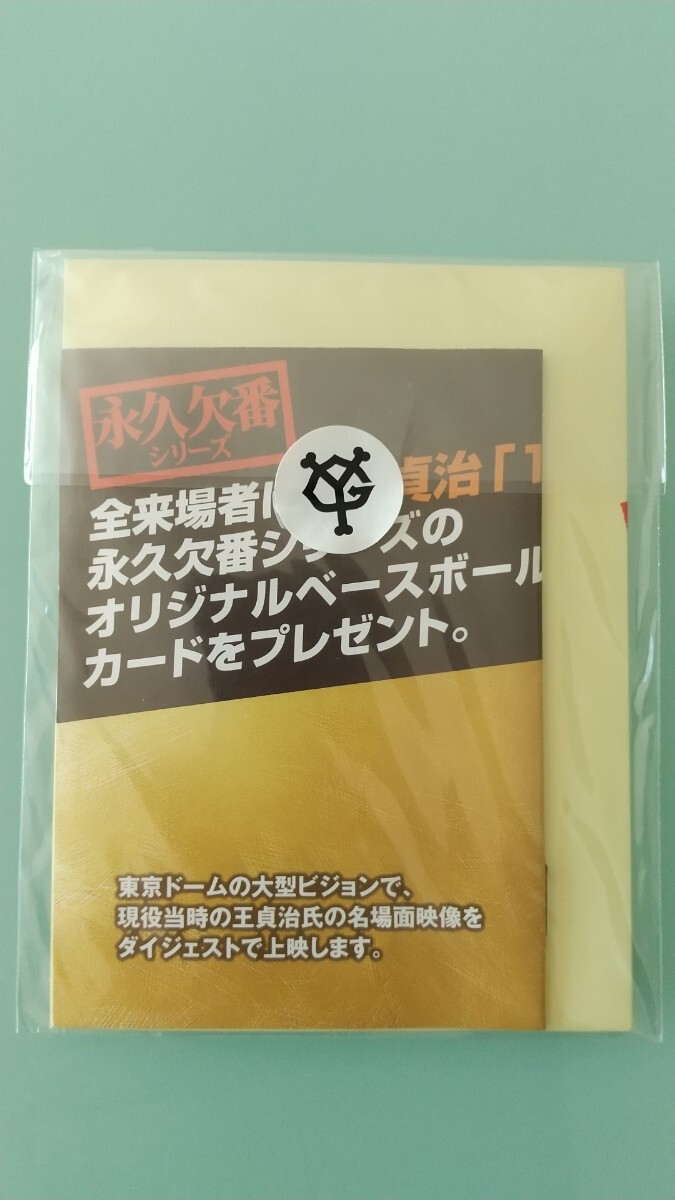 永久欠番
シリーズ
全来場者に 貞治「1
永久欠番シリーズの
オリジナルベースボール
カードをプレゼント。
東京ドームの大型ビジョンで、
現役当時の王貞治氏の名場面映像を
ダイジェストで上映します。